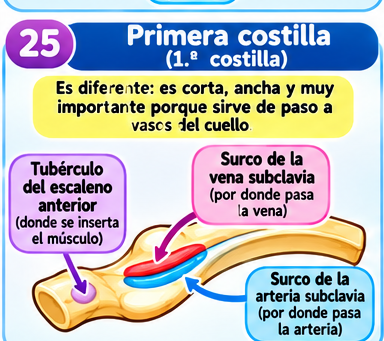 25
Primera costilla
(1.ª costilla)
Es diferente: es corta, ancha y muy
importante porque sirve de paso a
vasos del cuello.
Tubérculo
del escaleno
anterior
(donde se inserta
el músculo)
Surco de la
vena subclavia
(por donde pasa
la vena)
Surco de la
arteria subclavia
(por donde pasa
la arteria)